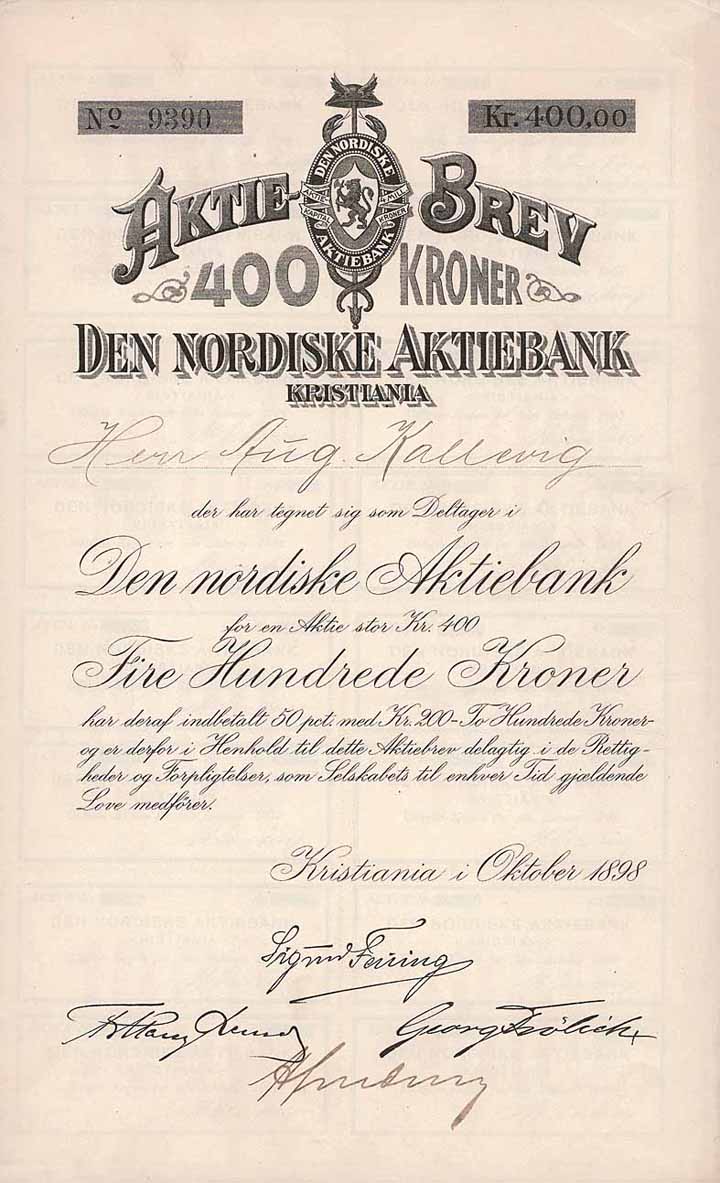 No 9390
Kr. 400,00
DEN NORDISKE
AKTIE 4 MILL.
KAPITAL KRONER
AKTIEBANK
AKTIE-BREV
400 KRONER
DEN NORDISKE AKTIEBANK
KRISTIANIA
Herr Aug. Kallevig
der har tegnet sig som Deltager i
Den nordiske Aktiebank
for en Aktie stor Kr. 400
Fire Hundrede Kroner
har deraf indbetalt 50 pct. med Kr. 200-To Hundrede Kroner-
og er derfor i Henhold til dette Aktiebrev delagtig i de Rettig-
heder og Forpligtelser, som Selskabets til enhver Tid gjældende
Love medfører.
Kristiania i Oktober 1898
Sigurd Feiring
Georg Frölich